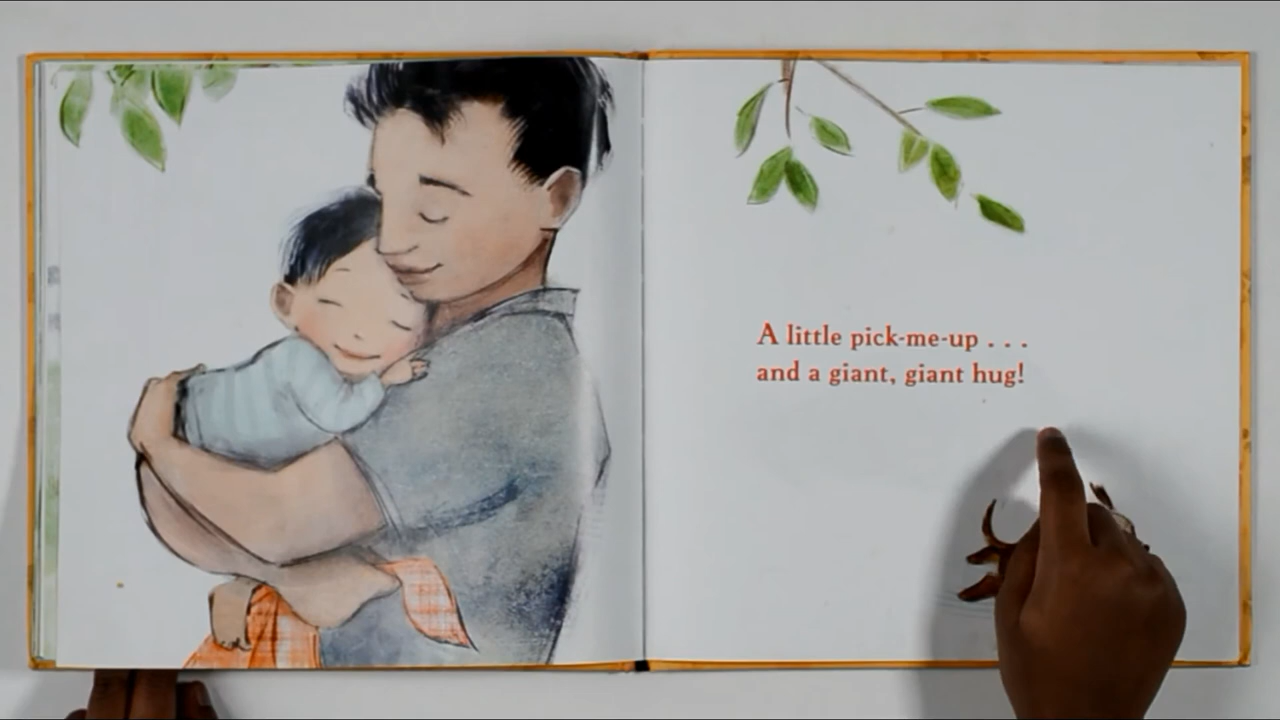 A little pick-me-up . . .
and a giant, giant hug!